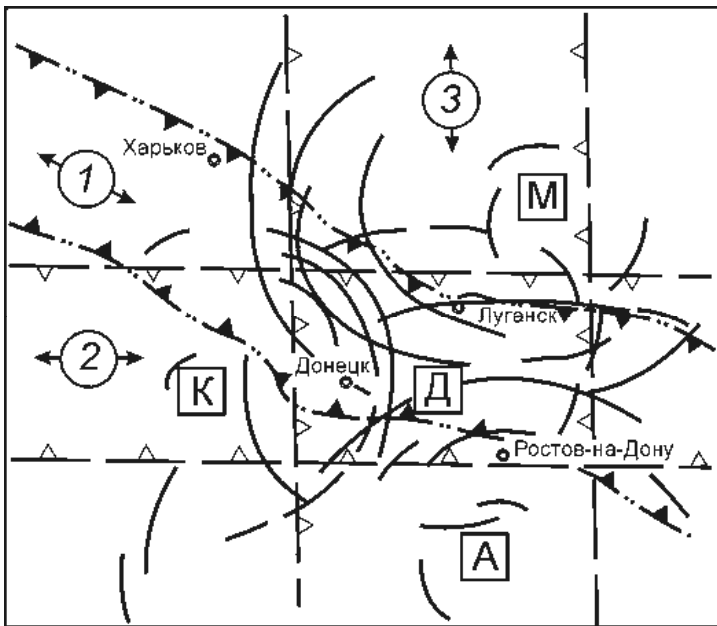 3
Харьков
1
М
Луганск
2
Донецк
К
Д
Ростов-на-Дону
А